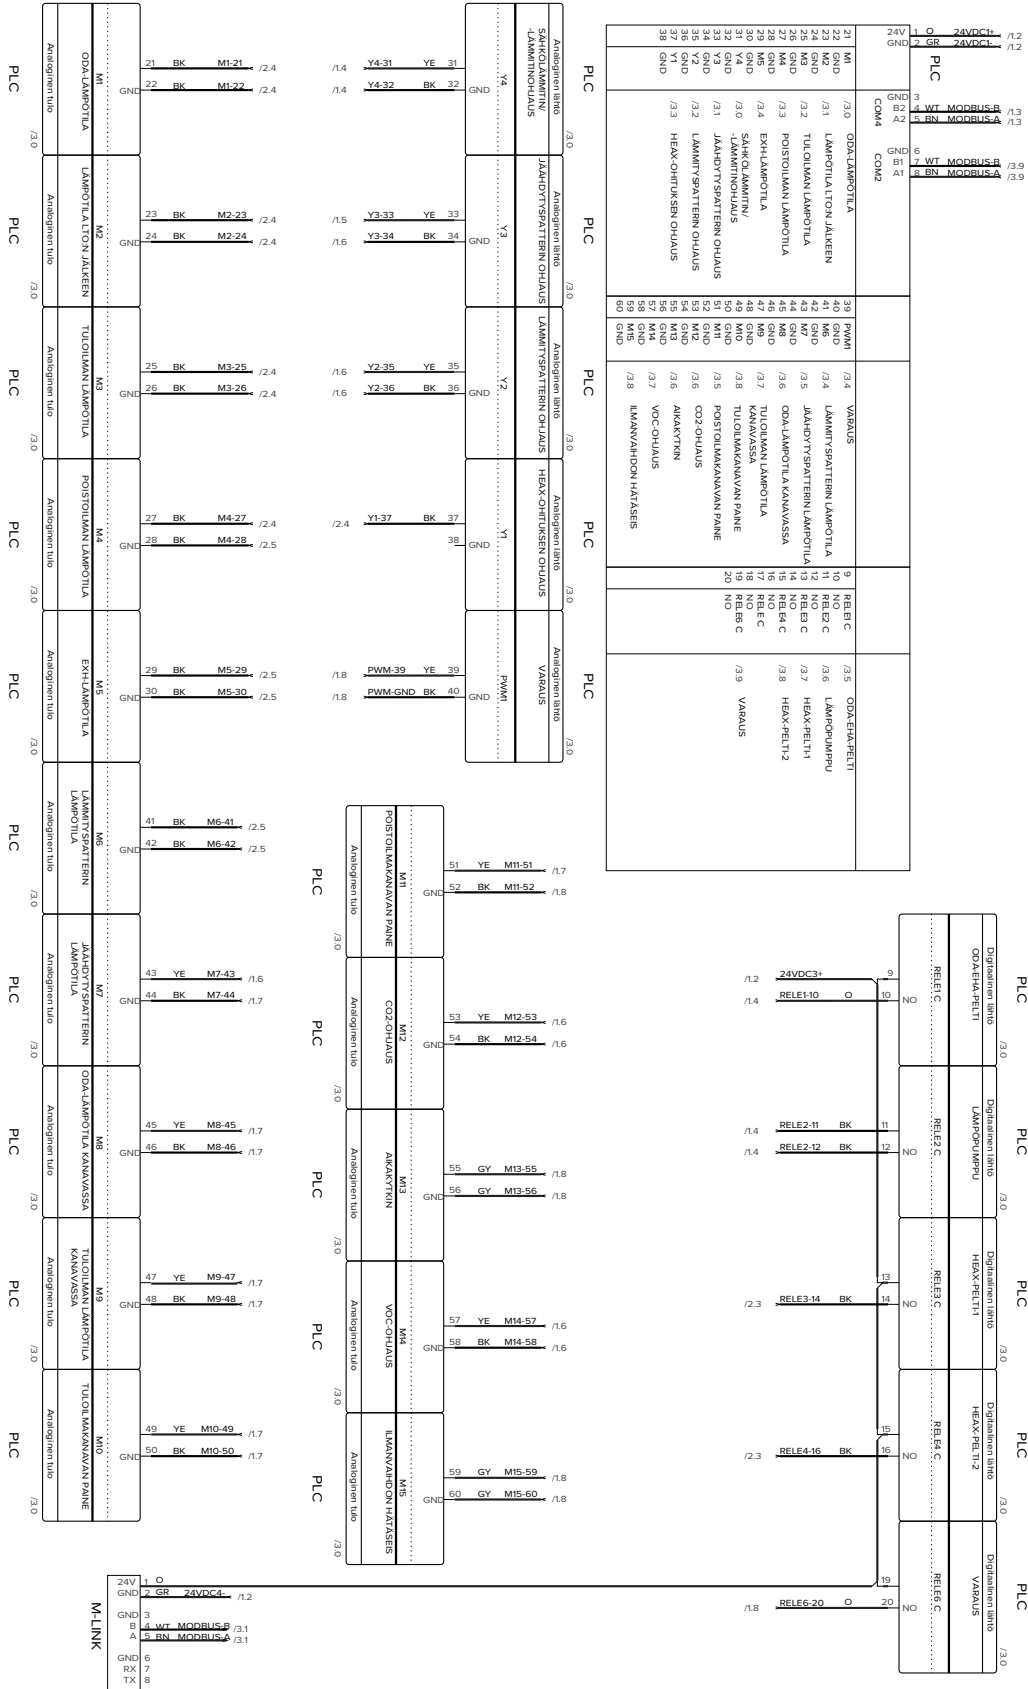 24V 1 O 24VDC1+ /1.2
GND 2 GR 24VDC1- /1.2
PLC
GND 3
B2 4 WT MODBUS-B /1.3
A2 5 BN MODBUS-A /1.3
COM4
GND 6
B1 7 WT MODBUS-B /3.9
A1 8 BN MODBUS-A /3.9
COM2
21 M1 /3.0 ODA-LÄMPÖTILA
22 GND
23 M2 /3.1 LÄMPÖTILA LTO:N JÄLKEEN
24 GND
25 M3 /3.2 TULOILMAN LÄMPÖTILA
26 GND
27 M4 /3.3 POISTOILMAN LÄMPÖTILA
28 GND
29 M5 /3.4 EXH-LÄMPÖTILA
30 GND
31 Y4 /3.0 SÄHKÖLÄMMITIN/
-LÄMMITINOHJAUS
32 GND
33 Y3 /3.1 JÄÄHDYTYSPATTERIN OHJAUS
34 GND
35 Y2 /3.2 LÄMMITYSPATTERIN OHJAUS
36 GND
37 Y1 /3.3 HEAX-OHITUKSEN OHJAUS
38 GND
39 PWM1 /3.4 VARAUS
40 GND
41 M6 /3.4 LÄMMITYSPATTERIN LÄMPÖTILA
42 GND
43 M7 /3.5 JÄÄHDYTYSPATTERIN LÄMPÖTILA
44 GND
45 M8 /3.6 ODA-LÄMPÖTILA KANAVASSA
46 GND
47 M9 /3.7 TULOILMAN LÄMPÖTILA
KANAVASSA
48 GND
49 M10 /3.8 TULOILMAKANAVAN PAINE
50 GND
51 M11 /3.5 POISTOILMAKANAVAN PAINE
52 GND
53 M12 /3.6 CO2-OHJAUS
54 GND
55 M13 /3.6 AIKAKYTKIN
56 GND
57 M14 /3.7 VOC-OHJAUS
58 GND
59 M15 /3.8 ILMANVAIHDON HÄTÄSEIS
60 GND
9 RELE1 C /3.5 ODA-EHA-PELTI
10 NO
11 RELE2 C /3.6 LÄMPÖPUMPPU
12 NO
13 RELE3 C /3.7 HEAX-PELTI-1
14 NO
15 RELE4 C /3.8 HEAX-PELTI-2
16 NO
17 RELE C
18 NO
19 RELE6 C /3.9 VARAUS
20 NO
PLC
Analoginen lähtö
SÄHKÖLÄMMITIN/
-LÄMMITINOHJAUS
/3.0
Y4
GND
Y4-31 YE 31 /1.4
Y4-32 BK 32 /1.4
PLC
Analoginen lähtö
JÄÄHDYTYSPATTERIN OHJAUS
/3.0
Y3
GND
Y3-33 YE 33 /1.5
Y3-34 BK 34 /1.6
PLC
Analoginen lähtö
LÄMMITYSPATTERIN OHJAUS
/3.0
Y2
GND
Y2-35 YE 35 /1.6
Y2-36 BK 36 /1.6
PLC
Analoginen lähtö
HEAX-OHITUKSEN OHJAUS
/3.0
Y1
GND
Y1-37 BK 37 /2.4
38
PLC
Analoginen lähtö
VARAUS
/3.0
PWM1
GND
PWM-39 YE 39 /1.8
PWM-GND BK 40 /1.8
PLC
M1
ODA-LÄMPÖTILA
Analoginen tulo
/3.0
21 BK M1-21 /2.4
GND 22 BK M1-22 /2.4
PLC
M2
LÄMPÖTILA LTO:N JÄLKEEN
Analoginen tulo
/3.0
23 BK M2-23 /2.4
GND 24 BK M2-24 /2.4
PLC
M3
TULOILMAN LÄMPÖTILA
Analoginen tulo
/3.0
25 BK M3-25 /2.4
GND 26 BK M3-26 /2.4
PLC
M4
POISTOILMAN LÄMPÖTILA
Analoginen tulo
/3.0
27 BK M4-27 /2.4
GND 28 BK M4-28 /2.5
PLC
M5
EXH-LÄMPÖTILA
Analoginen tulo
/3.0
29 BK M5-29 /2.5
GND 30 BK M5-30 /2.5
PLC
M6
LÄMMITYSPATTERIN
LÄMPÖTILA
Analoginen tulo
/3.0
41 BK M6-41 /2.5
GND 42 BK M6-42 /2.5
PLC
M7
JÄÄHDYTYSPATTERIN
LÄMPÖTILA
Analoginen tulo
/3.0
43 YE M7-43 /1.6
GND 44 BK M7-44 /1.7
PLC
M8
ODA-LÄMPÖTILA KANAVASSA
Analoginen tulo
/3.0
45 YE M8-45 /1.7
GND 46 BK M8-46 /1.7
PLC
M9
TULOILMAN LÄMPÖTILA
KANAVASSA
Analoginen tulo
/3.0
47 YE M9-47 /1.7
GND 48 BK M9-48 /1.7
PLC
M10
TULOILMAKANAVAN PAINE
Analoginen tulo
/3.0
49 YE M10-49 /1.7
GND 50 BK M10-50 /1.7
PLC
M11
POISTOILMAKANAVAN PAINE
Analoginen tulo
/3.0
51 YE M11-51 /1.7
GND 52 BK M11-52 /1.8
PLC
M12
CO2-OHJAUS
Analoginen tulo
/3.0
53 YE M12-53 /1.6
GND 54 BK M12-54 /1.6
PLC
M13
AIKAKYTKIN
Analoginen tulo
/3.0
55 GY M13-55 /1.8
GND 56 GY M13-56 /1.8
PLC
M14
VOC-OHJAUS
Analoginen tulo
/3.0
57 YE M14-57 /1.6
GND 58 BK M14-58 /1.6
PLC
M15
ILMANVAIHDON HÄTÄSEIS
Analoginen tulo
/3.0
59 GY M15-59 /1.8
GND 60 GY M15-60 /1.8
PLC
Digitaalinen lähtö
ODA-EHA-PELTI
/3.0
RELE1 C
NO
24VDC3+ 9 /1.2
RELE1-10 O 10 /1.4
PLC
Digitaalinen lähtö
LÄMPÖPUMPPU
/3.0
RELE2 C
NO
RELE2-11 BK 11 /1.4
RELE2-12 BK 12 /1.4
PLC
Digitaalinen lähtö
HEAX-PELTI-1
/3.0
RELE3 C
NO
13
RELE3-14 BK 14 /2.3
PLC
Digitaalinen lähtö
HEAX-PELTI-2
/3.0
RELE4 C
NO
15
RELE4-16 BK 16 /2.3
PLC
Digitaalinen lähtö
VARAUS
/3.0
RELE6 C
NO
19
RELE6-20 O 20 /1.8
M-LINK
24V 1 O
GND 2 GR 24VDC4- /1.2
GND 3
B 4 WT MODBUS-B /3.1
A 5 BN MODBUS-A /3.1
GND 6
RX 7
TX 8